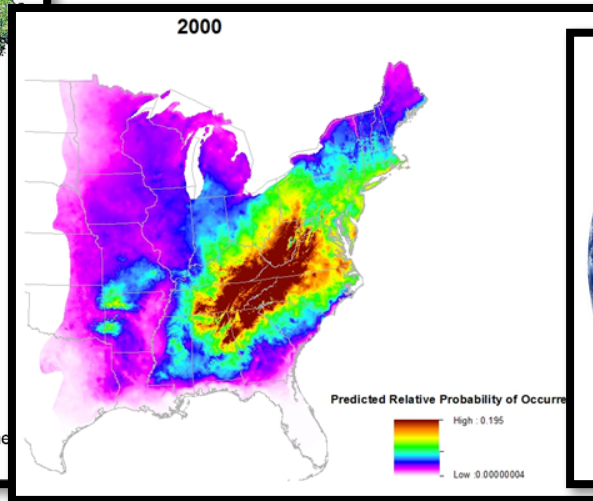 2000
Predicted Relative Probability of Occurre
High : 0.195
Low :0.00000004